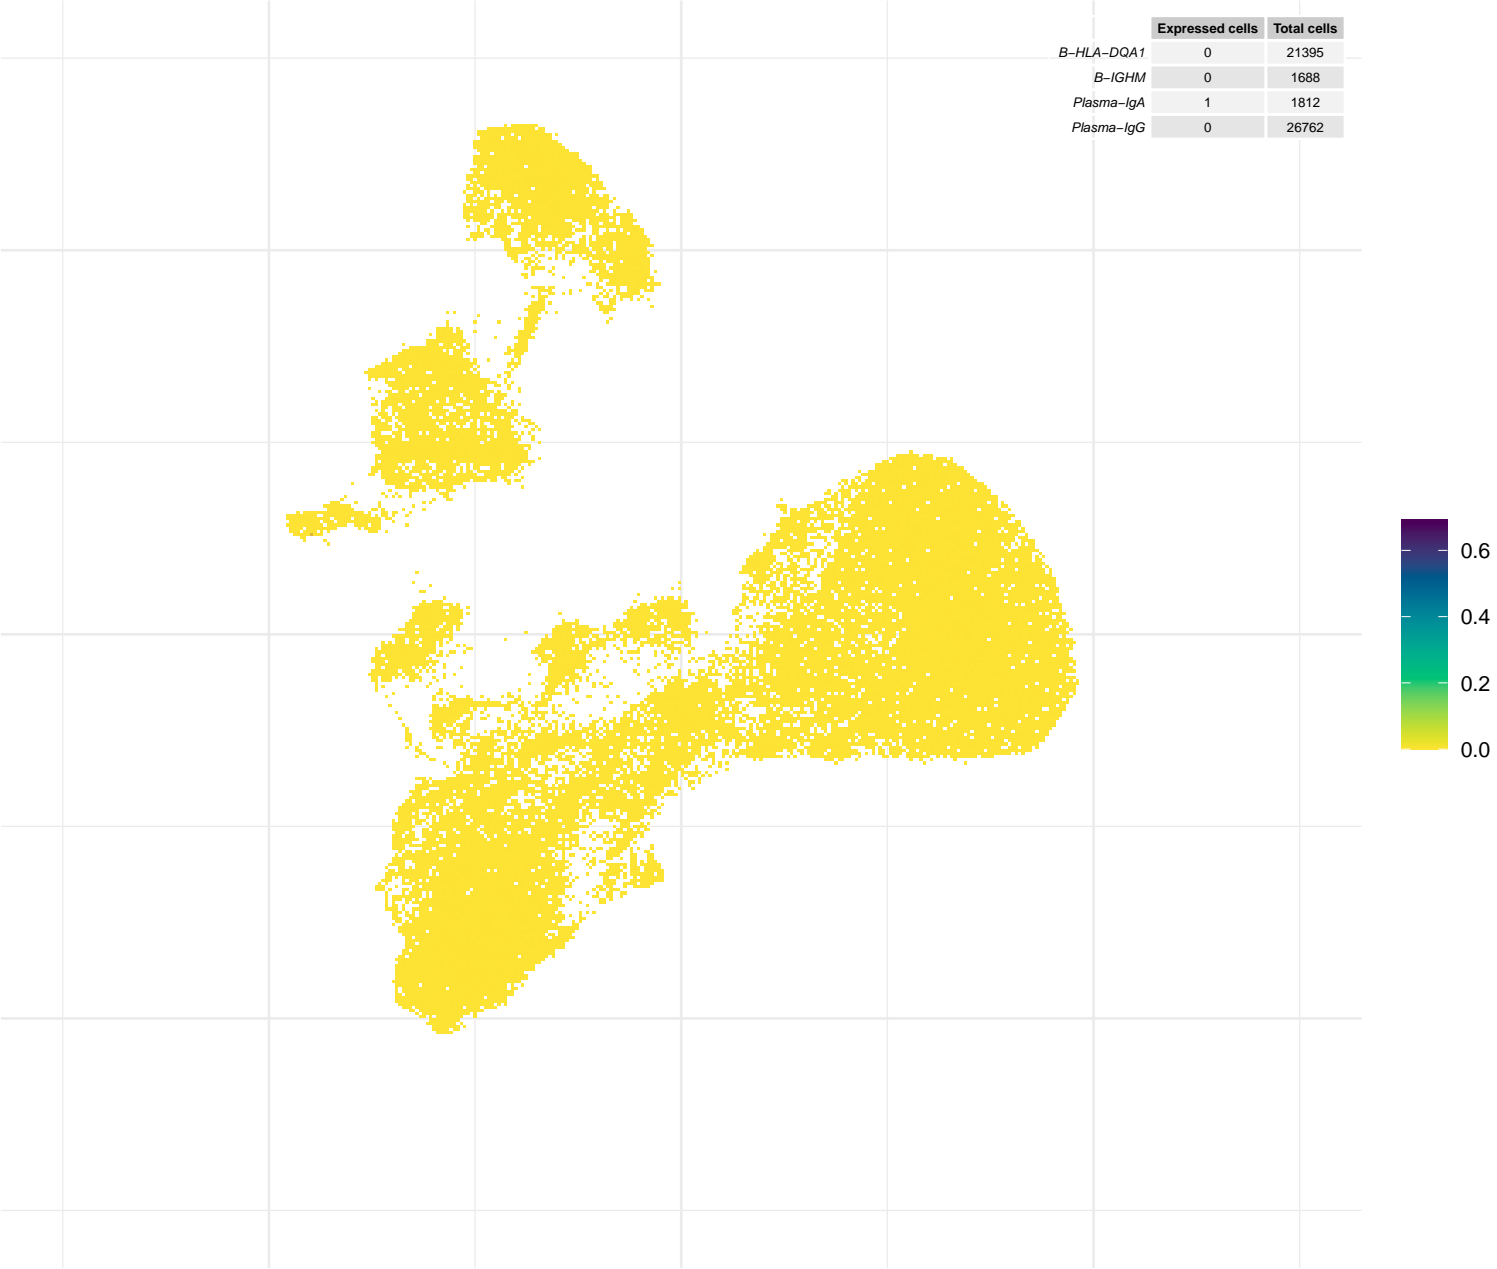 Expressed cells Total cells
B−HLA−DQA1 0 21395
B−IGHM 0 1688
Plasma−IgA 1 1812
Plasma−IgG 0 26762
0.6
0.4
0.2
0.0